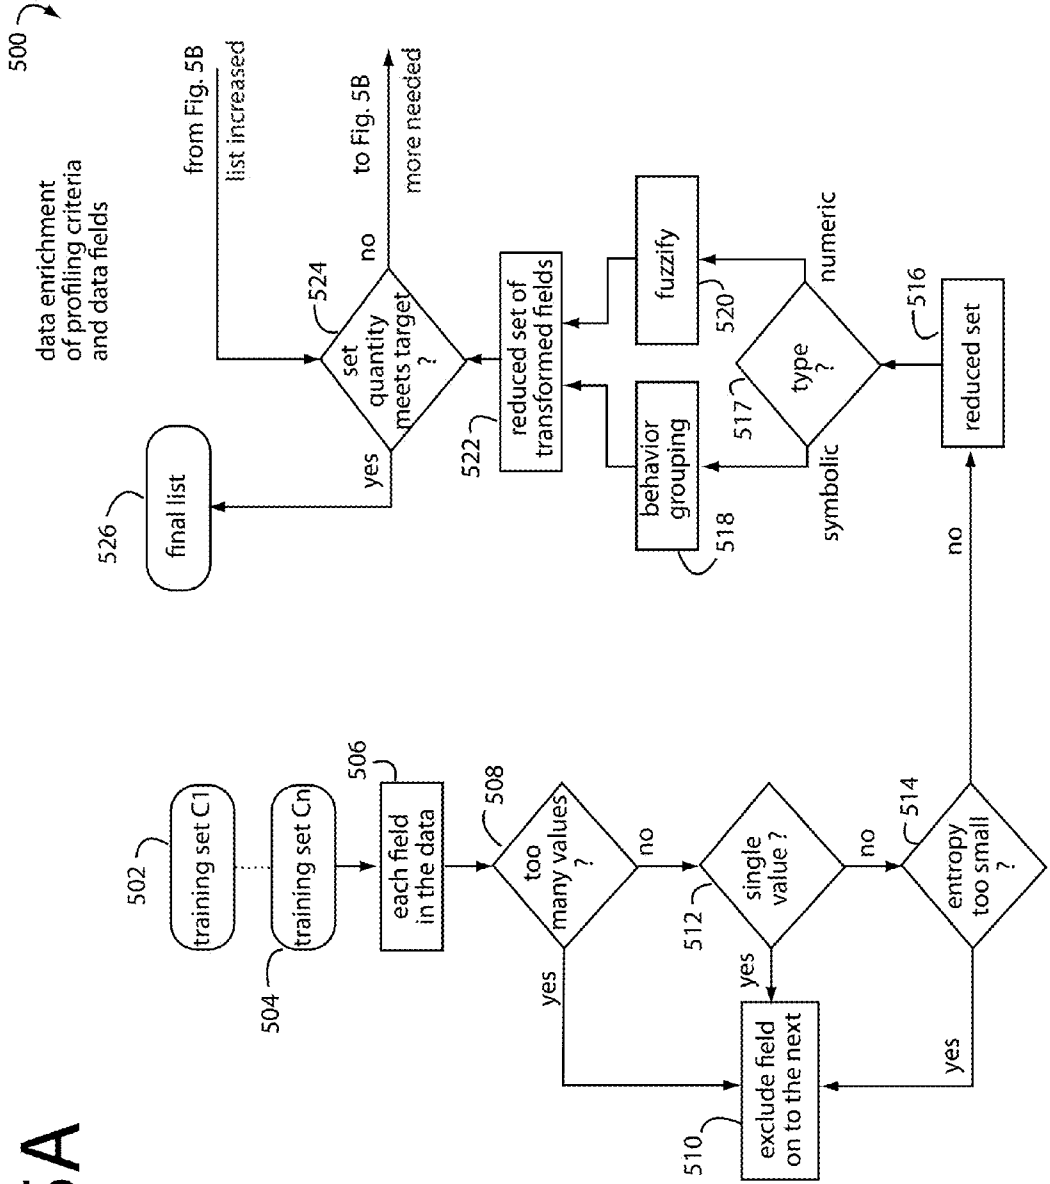 5A
500
data enrichment
of profiling criteria
and data fields
502
training set C1
504
training set Cn
506
each field
in the data
508
too
many values
?
yes
no
510
exclude field
on to the next
512
single
value ?
yes
no
514
entropy
too small
?
yes
no
516
reduced set
517
type
?
symbolic
numeric
518
behavior
grouping
520
fuzzify
522
reduced set of
transformed fields
524
set
quantity
meets target
?
yes
no
526
final list
from Fig. 5B
list increased
to Fig. 5B
more needed